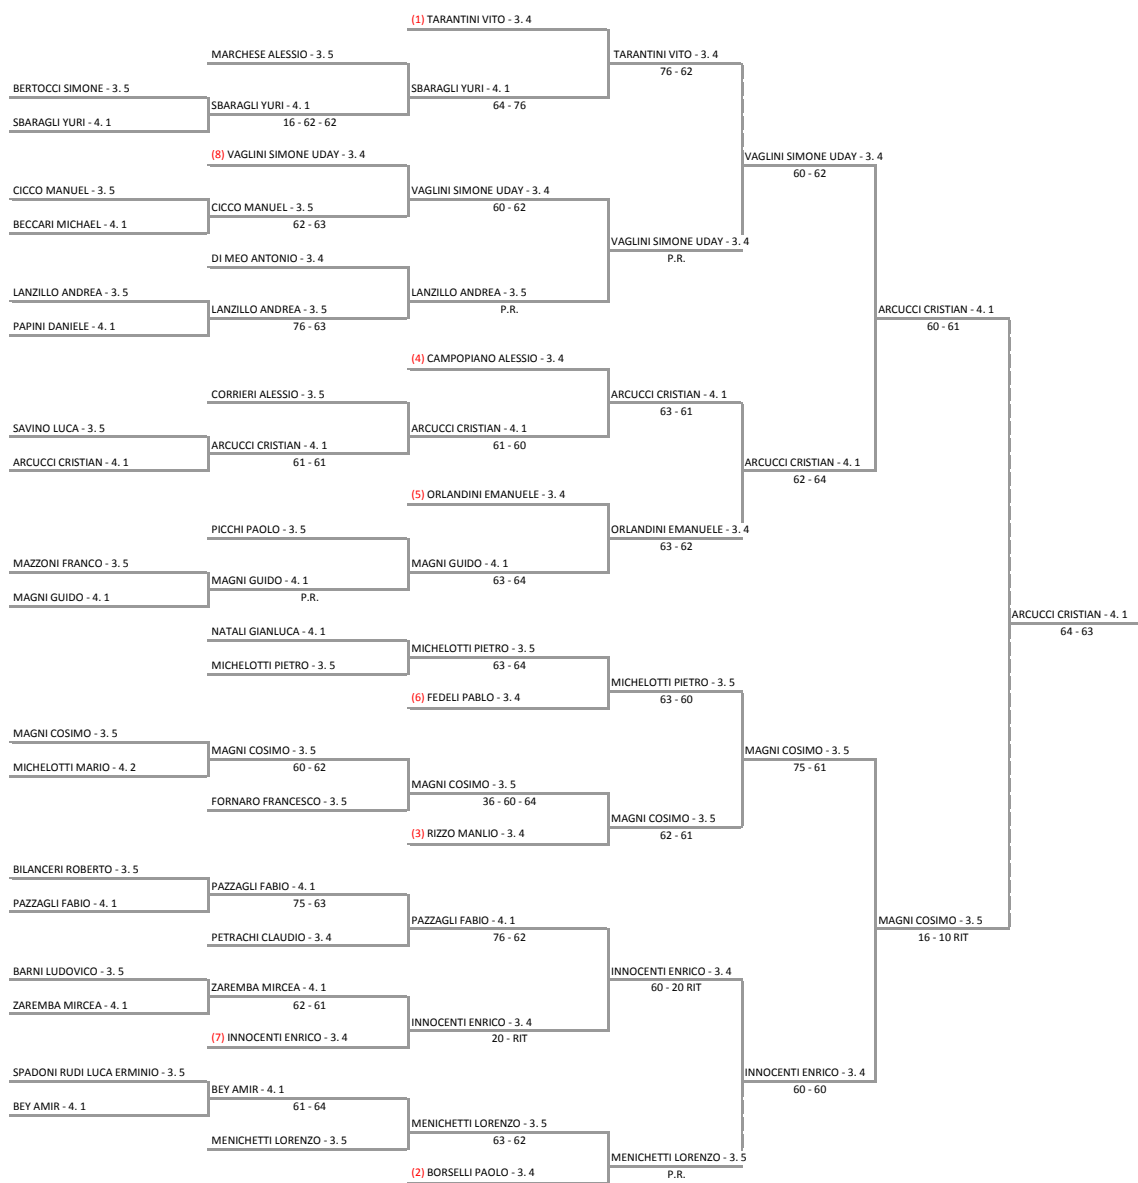 (1) TARANTINI VITO - 3. 4
MARCHESE ALESSIO - 3. 5
TARANTINI VITO - 3. 4
76 - 62
BERTOCCI SIMONE - 3. 5
SBARAGLI YURI - 4. 1
SBARAGLI YURI - 4. 1
64 - 76
SBARAGLI YURI - 4. 1
16 - 62 - 62
(8) VAGLINI SIMONE UDAY - 3. 4
VAGLINI SIMONE UDAY - 3. 4
60 - 62
CICCO MANUEL - 3. 5
VAGLINI SIMONE UDAY - 3. 4
60 - 62
CICCO MANUEL - 3. 5
62 - 63
BECCARI MICHAEL - 4. 1
VAGLINI SIMONE UDAY - 3. 4
P.R.
DI MEO ANTONIO - 3. 4
LANZILLO ANDREA - 3. 5
LANZILLO ANDREA - 3. 5
P.R.
LANZILLO ANDREA - 3. 5
76 - 63
ARCUCCI CRISTIAN - 4. 1
60 - 61
PAPINI DANIELE - 4. 1
(4) CAMPOPIANO ALESSIO - 3. 4
CORRIERI ALESSIO - 3. 5
ARCUCCI CRISTIAN - 4. 1
63 - 61
SAVINO LUCA - 3. 5
ARCUCCI CRISTIAN - 4. 1
61 - 60
ARCUCCI CRISTIAN - 4. 1
61 - 61
ARCUCCI CRISTIAN - 4. 1
ARCUCCI CRISTIAN - 4. 1
62 - 64
(5) ORLANDINI EMANUELE - 3. 4
PICCHI PAOLO - 3. 5
ORLANDINI EMANUELE - 3. 4
63 - 62
MAZZONI FRANCO - 3. 5
MAGNI GUIDO - 4. 1
63 - 64
MAGNI GUIDO - 4. 1
P.R.
MAGNI GUIDO - 4. 1
ARCUCCI CRISTIAN - 4. 1
64 - 63
NATALI GIANLUCA - 4. 1
MICHELOTTI PIETRO - 3. 5
63 - 64
MICHELOTTI PIETRO - 3. 5
MICHELOTTI PIETRO - 3. 5
63 - 60
(6) FEDELI PABLO - 3. 4
MAGNI COSIMO - 3. 5
MAGNI COSIMO - 3. 5
60 - 62
MAGNI COSIMO - 3. 5
75 - 61
MICHELOTTI MARIO - 4. 2
MAGNI COSIMO - 3. 5
36 - 60 - 64
FORNARO FRANCESCO - 3. 5
MAGNI COSIMO - 3. 5
62 - 61
(3) RIZZO MANLIO - 3. 4
BILANCERI ROBERTO - 3. 5
PAZZAGLI FABIO - 4. 1
75 - 63
PAZZAGLI FABIO - 4. 1
PAZZAGLI FABIO - 4. 1
76 - 62
MAGNI COSIMO - 3. 5
16 - 10 RIT
PETRACHI CLAUDIO - 3. 4
BARNI LUDOVICO - 3. 5
INNOCENTI ENRICO - 3. 4
60 - 20 RIT
ZAREMBA MIRCEA - 4. 1
62 - 61
ZAREMBA MIRCEA - 4. 1
INNOCENTI ENRICO - 3. 4
20 - RIT
(7) INNOCENTI ENRICO - 3. 4
SPADONI RUDI LUCA ERMINIO - 3. 5
INNOCENTI ENRICO - 3. 4
60 - 60
BEY AMIR - 4. 1
61 - 64
BEY AMIR - 4. 1
MENICHETTI LORENZO - 3. 5
63 - 62
MENICHETTI LORENZO - 3. 5
MENICHETTI LORENZO - 3. 5
P.R.
(2) BORSELLI PAOLO - 3. 4